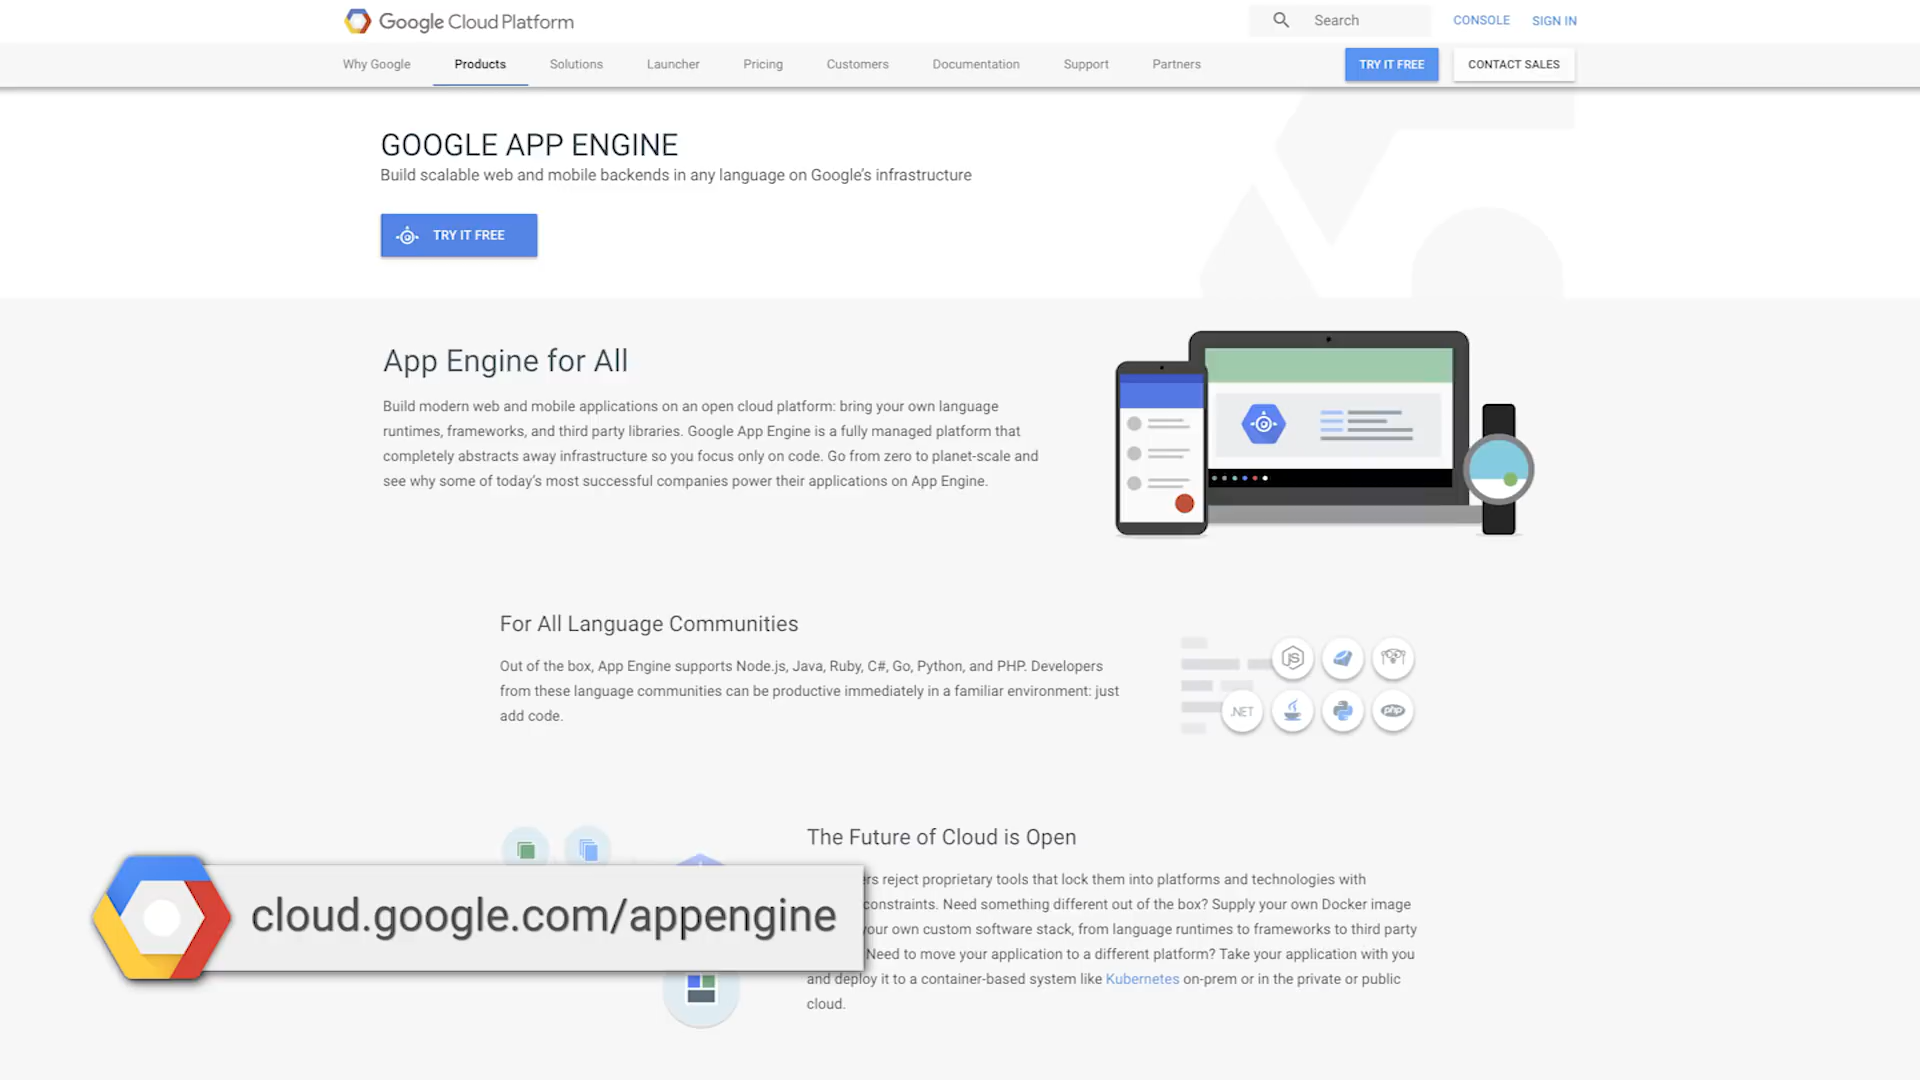 Google Cloud Platform
Search
CONSOLE
SIGN IN
Why Google
Products
Solutions
Launcher
Pricing
Customers
Documentation
Support
Partners
TRY IT FREE
CONTACT SALES
GOOGLE APP ENGINE
Build scalable web and mobile backends in any language on Google's infrastructure
TRY IT FREE
App Engine for All
Build modern web and mobile applications on an open cloud platform: bring your own language
runtimes, frameworks, and third party libraries. Google App Engine is a fully managed platform that
completely abstracts away infrastructure so you focus only on code. Go from zero to planet-scale and
see why some of today's most successful companies power their applications on App Engine.
For All Language Communities
Out of the box, App Engine supports Node.js, Java, Ruby, C#, Go, Python, and PHP. Developers
from these language communities can be productive immediately in a familiar environment: just
add code.
JS
.NET
php
The Future of Cloud is Open
reject proprietary tools that lock them into platforms and technologies with
constraints. Need something different out of the box? Supply your own Docker image
your own custom software stack, from language runtimes to frameworks to third party
Need to move your application to a different platform? Take your application with you
and deploy it to a container-based system like Kubernetes on-prem or in the private or public
cloud.
cloud.google.com/appengine